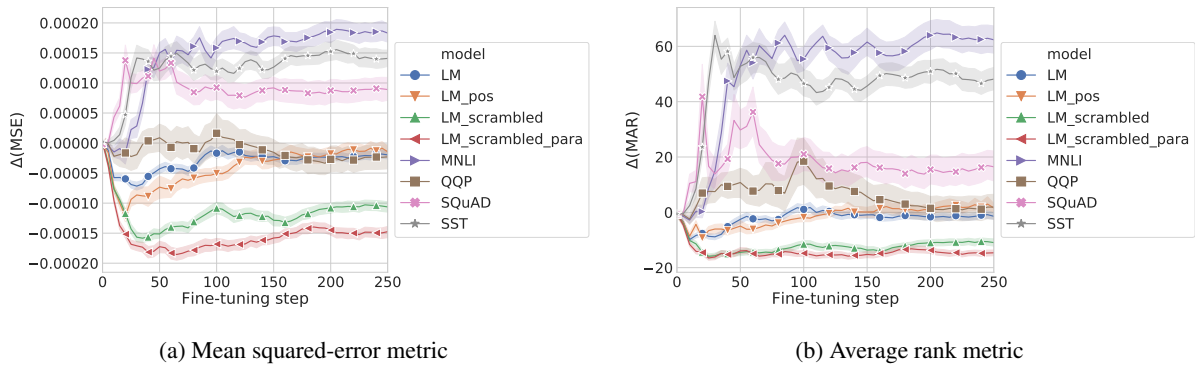 0.00020
0.00015
0.00010
0.00005
0.00000
−0.00005
−0.00010
−0.00015
−0.00020
Δ(MSE)
0 50 100 150 200 250
Fine-tuning step
model
LM
LM_pos
LM_scrambled
LM_scrambled_para
MNLI
QQP
SQuAD
SST
(a) Mean squared-error metric
60
40
20
0
−20
Δ(MAR)
0 50 100 150 200 250
Fine-tuning step
model
LM
LM_pos
LM_scrambled
LM_scrambled_para
MNLI
QQP
SQuAD
SST
(b) Average rank metric